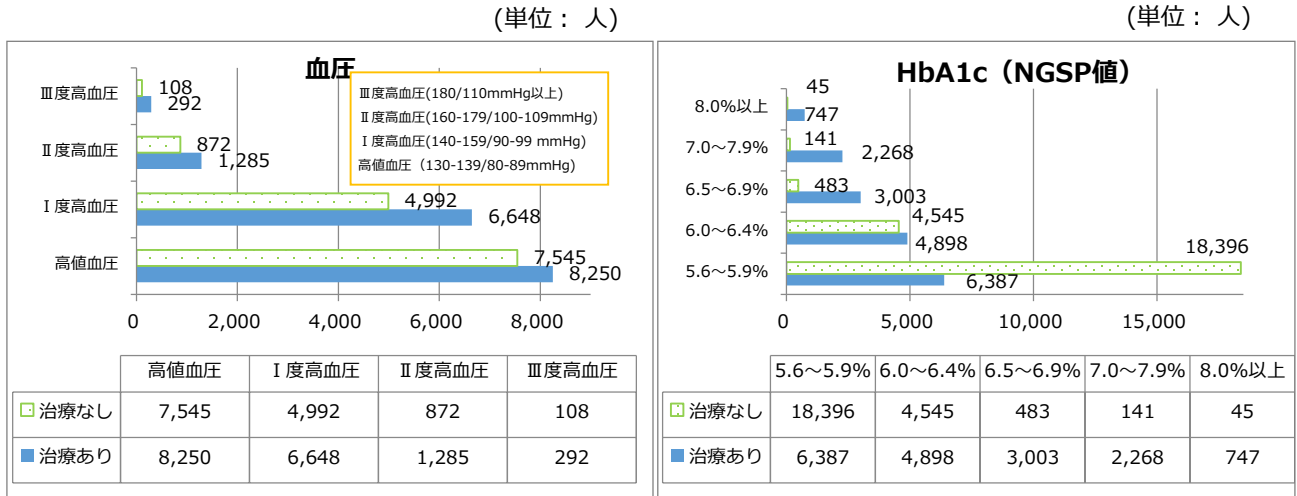 (単位： 人)
血圧
Ⅲ度高血圧(180/110mmHg以上)
Ⅱ度高血圧(160-179/100-109mmHg)
Ⅰ度高血圧(140-159/90-99 mmHg)
高値血圧（130-139/80-89mmHg)
Ⅲ度高血圧 108
292
Ⅱ度高血圧 872
1,285
Ⅰ度高血圧 4,992
6,648
高値血圧 7,545
8,250
0 2,000 4,000 6,000 8,000
高値血圧 Ⅰ度高血圧 Ⅱ度高血圧 Ⅲ度高血圧
治療なし 7,545 4,992 872 108
治療あり 8,250 6,648 1,285 292
(単位： 人)
HbA1c（NGSP値）
8.0%以上 45
747
7.0～7.9% 141
2,268
6.5～6.9% 483
3,003
6.0～6.4% 4,545
4,898
5.6～5.9% 18,396
6,387
0 5,000 10,000 15,000
5.6～5.9% 6.0～6.4% 6.5～6.9% 7.0～7.9% 8.0%以上
治療なし 18,396 4,545 483 141 45
治療あり 6,387 4,898 3,003 2,268 747